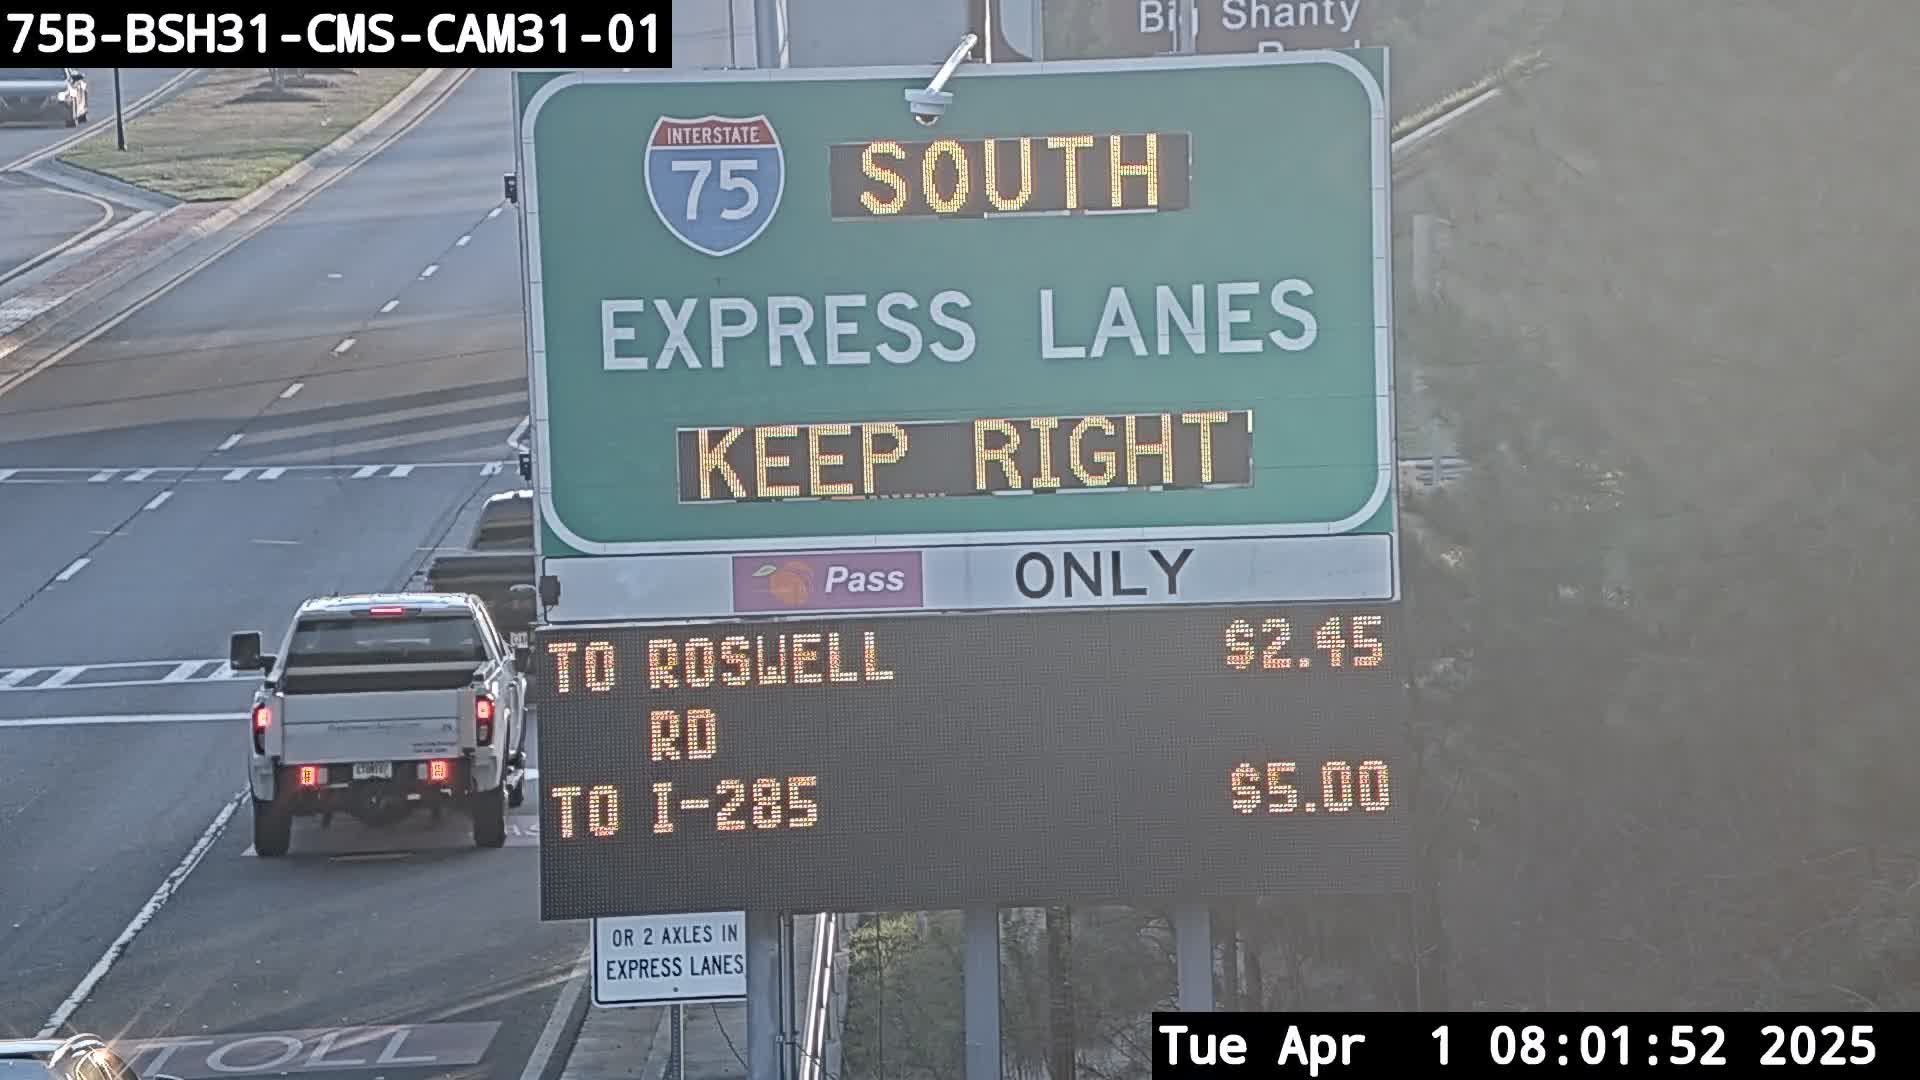 75B-BSH31-CMS-CAM31-01
Big Shanty
Road
INTERSTATE
75
SOUTH
EXPRESS LANES
KEEP RIGHT
Pass
ONLY
TO ROSWELL $2.45
RD
TO I-285 $5.00
OR 2 AXLES IN
EXPRESS LANES
TOLL
Tue Apr 1 08:01:52 2025